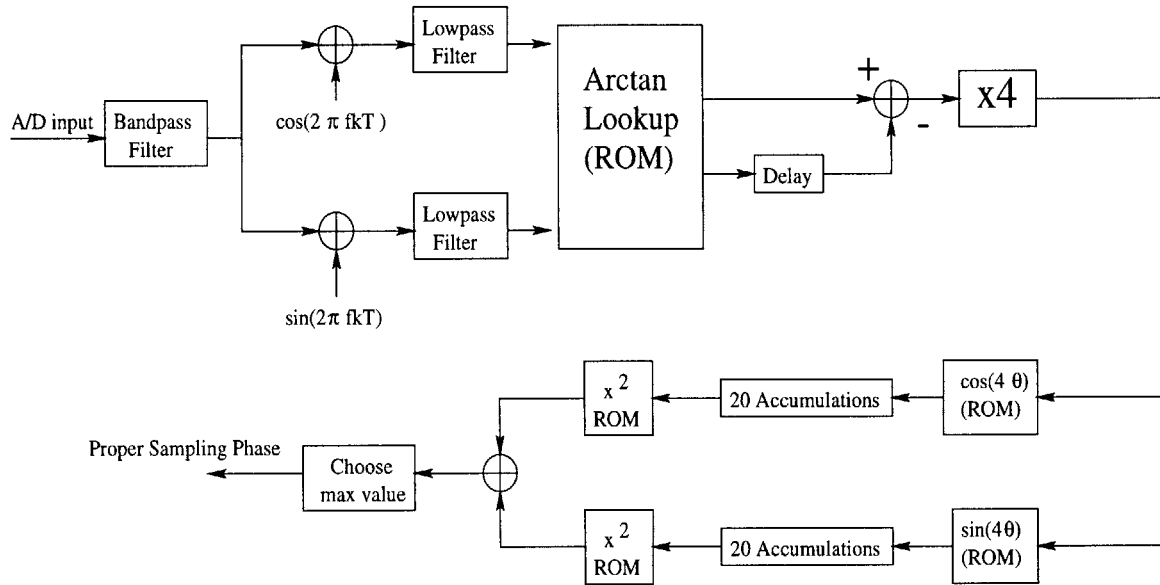 A/D input
Bandpass
Filter
cos(2 π fkT )
sin(2π fkT)
Lowpass
Filter
Lowpass
Filter
Arctan
Lookup
(ROM)
Delay
+
-
x4
cos(4 θ)
(ROM)
sin(4θ)
(ROM)
20 Accumulations
20 Accumulations
x 2
ROM
x 2
ROM
Choose
max value
Proper Sampling Phase